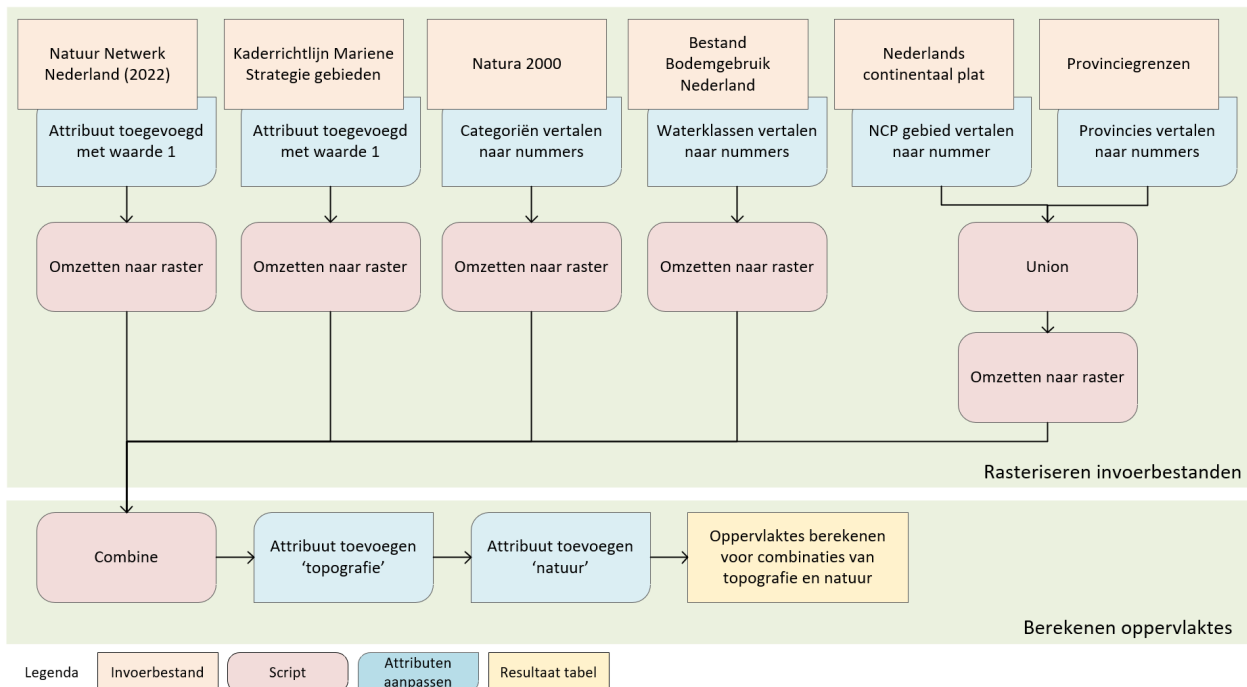 Natuur Netwerk
Nederland (2022)
Attribuut toegevoegd
met waarde 1
Kaderrichtlijn Mariene
Strategie gebieden
Attribuut toegevoegd
met waarde 1
Natura 2000
Categoriën vertalen
naar nummers
Bestand
Bodemgebruik
Nederland
Waterklassen vertalen
naar nummers
Nederlands
continentaal plat
NCP gebied vertalen
naar nummer
Provinciegrenzen
Provincies vertalen
naar nummers
Omzetten naar raster
Omzetten naar raster
Omzetten naar raster
Omzetten naar raster
Union
Omzetten naar raster
Rasteriseren invoerbestanden
Combine
Attribuut toevoegen
‘topografie’
Attribuut toevoegen
‘natuur’
Oppervlaktes berekenen
voor combinaties van
topografie en natuur
Berekenen oppervlaktes
Legenda
Invoerbestand
Script
Attributen
aanpassen
Resultaat tabel